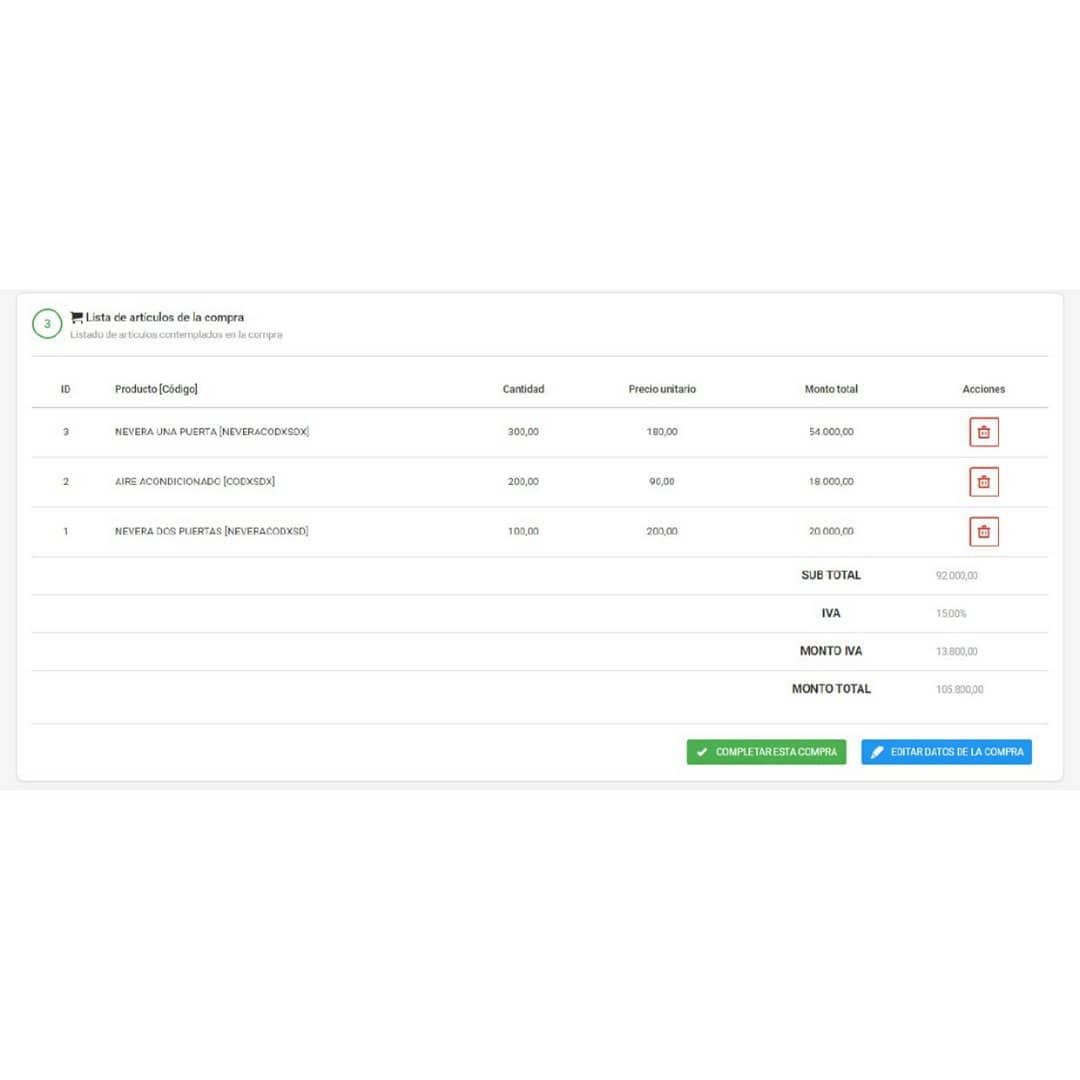 3
Lista de artículos de la compra
Listado de artículos contemplados en la compra
ID Producto [Código] Cantidad Precio unitario Monto total Acciones
3 NEVERA UNA PUERTA [NEVERACODXSDX] 300,00 180,00 54.000,00
2 AIRE ACONDICIONADO [CODXSDX] 200,00 90,00 18.000,00
1 NEVERA DOS PUERTAS [NEVERACODXSD] 100,00 200,00 20.000,00
SUB TOTAL 92.000,00
IVA 15,00%
MONTO IVA 13.800,00
MONTO TOTAL 105.800,00
COMPLETAR ESTA COMPRA EDITAR DATOS DE LA COMPRA